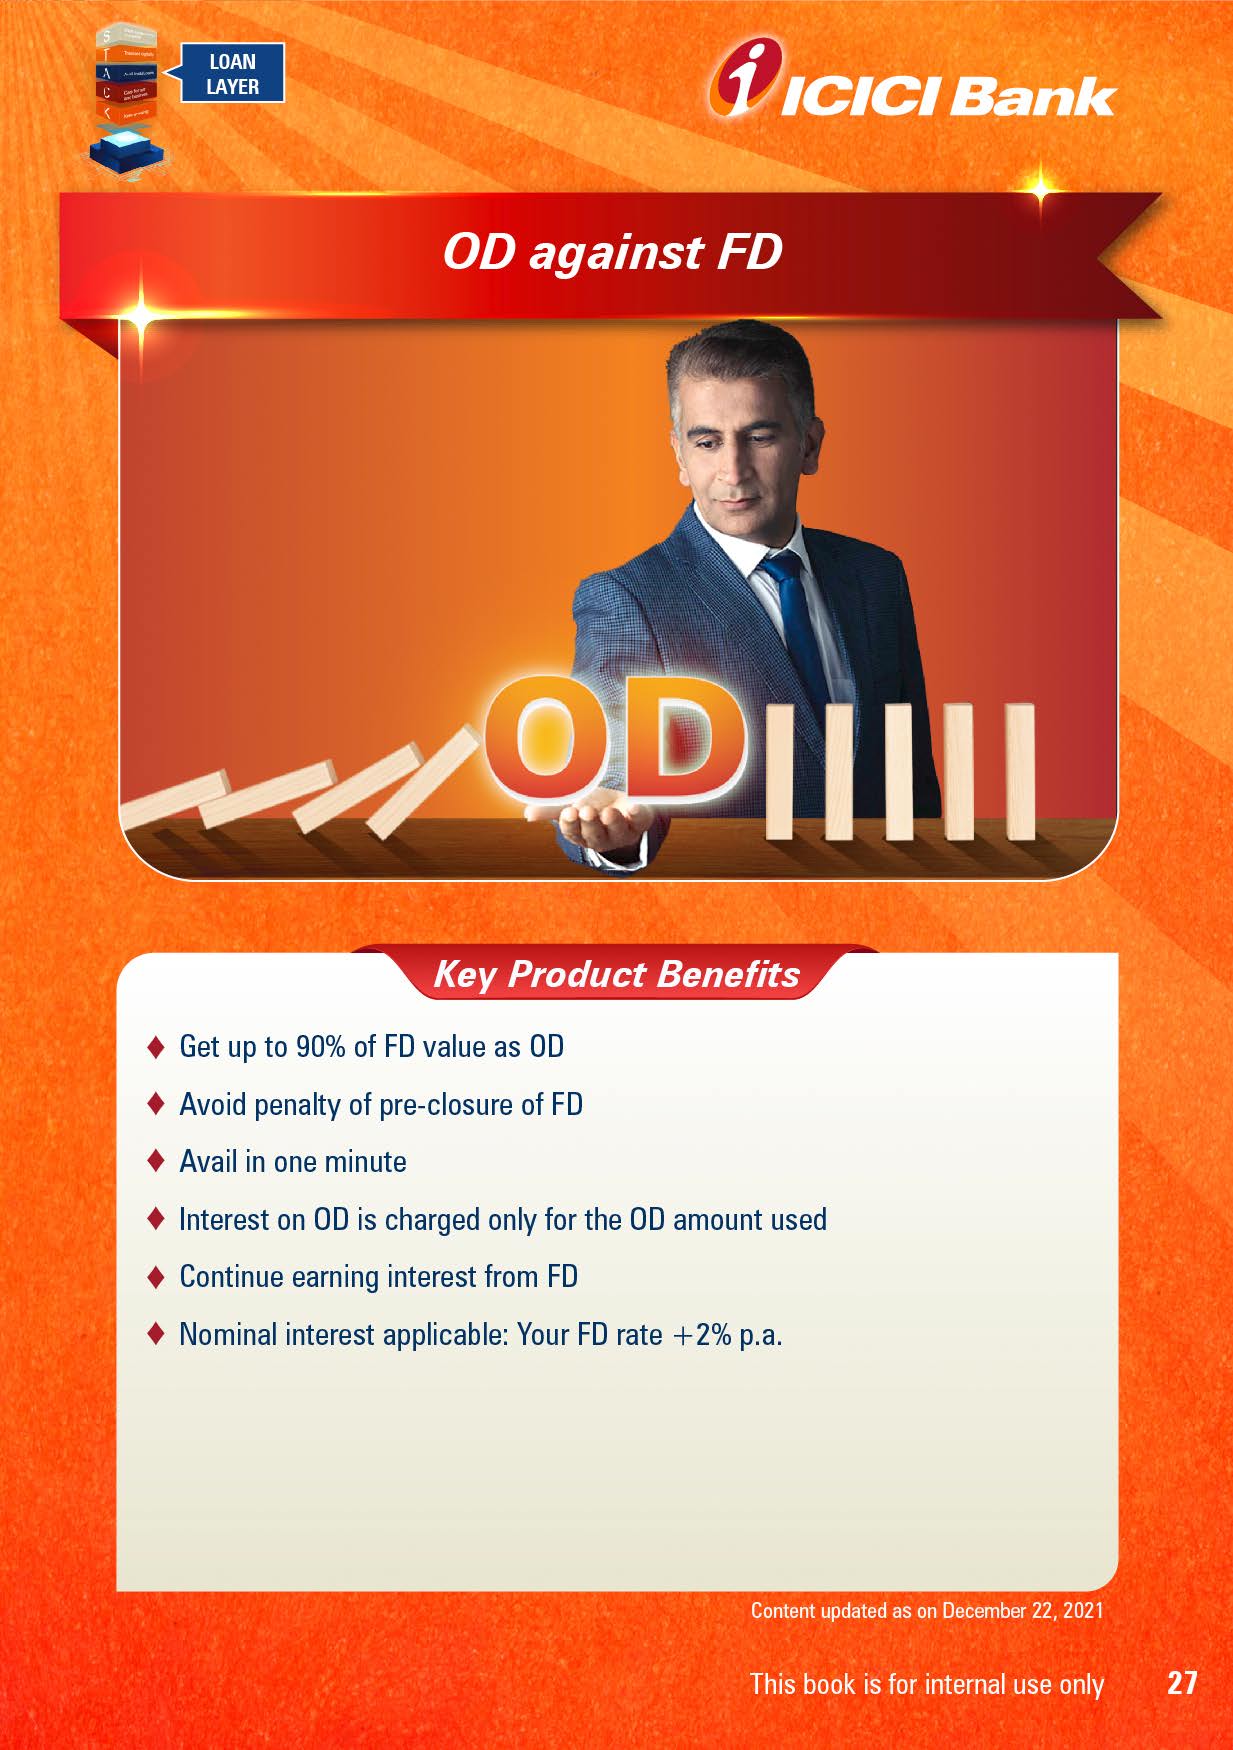 S
T
A
C
K
LOAN
LAYER
ICICI Bank
OD against FD
OD
Key Product Benefits
Get up to 90% of FD value as OD
Avoid penalty of pre-closure of FD
Avail in one minute
Interest on OD is charged only for the OD amount used
Continue earning interest from FD
Nominal interest applicable: Your FD rate +2% p.a.
Content updated as on December 22, 2021
This book is for internal use only 27